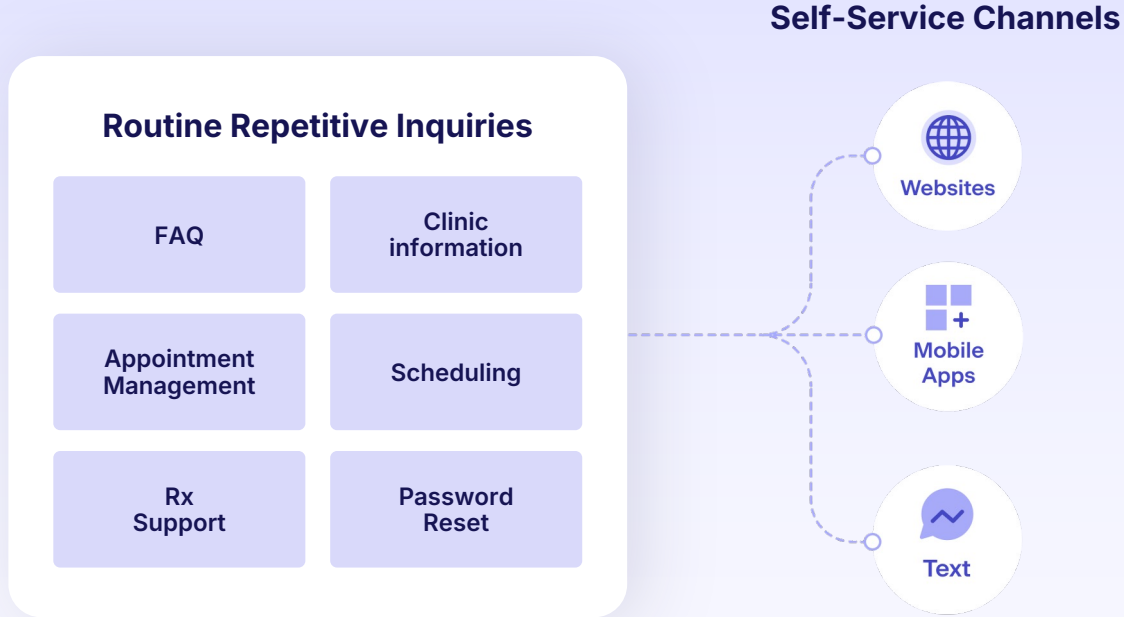 Self-Service Channels
Routine Repetitive Inquiries
FAQ
Clinic
information
Appointment
Management
Scheduling
Rx
Support
Password
Reset
Websites
Mobile
Apps
Text